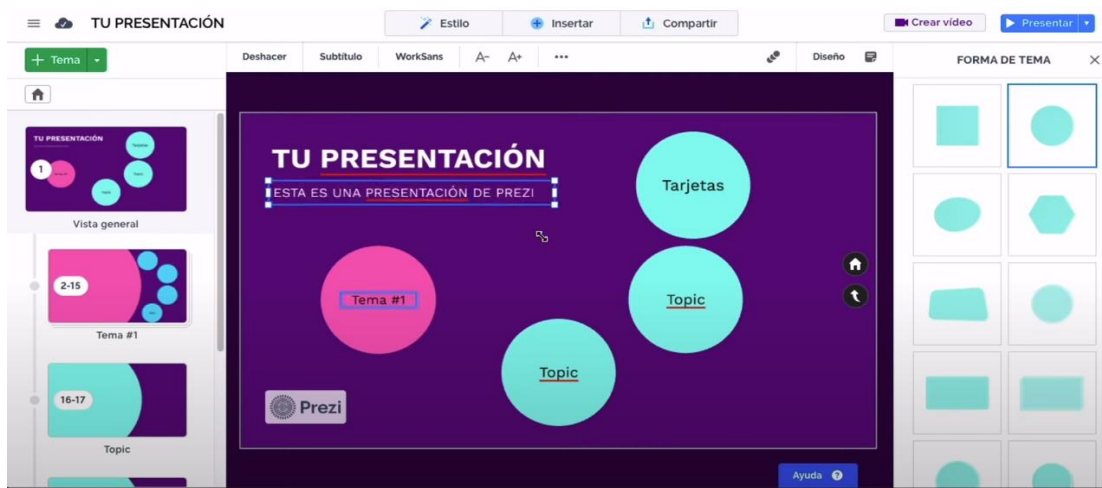 TU PRESENTACIÓN
Estilo
Insertar
Compartir
Crear vídeo
Presentar
+ Tema
Deshacer
Subtítulo
WorkSans
A-
A+
Diseño
FORMA DE TEMA
TU PRESENTACIÓN
1
Tarjetas
Topic
Topic
Vista general
2-15
Tema #1
16-17
Topic
TU PRESENTACIÓN
ESTA ES UNA PRESENTACIÓN DE PREZI
Tarjetas
Tema #1
Topic
Topic
Prezi
Ayuda ?